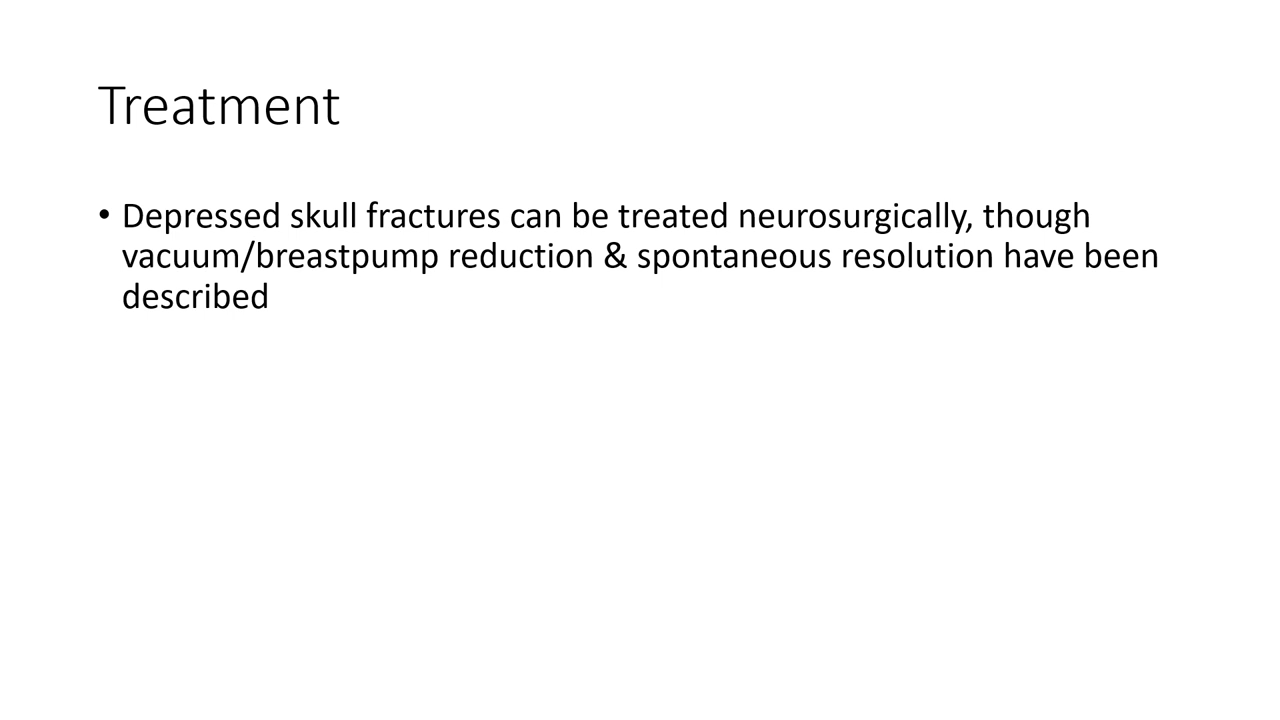 Treatment
• Depressed skull fractures can be treated neurosurgically, though
vacuum/breastpump reduction & spontaneous resolution have been
described